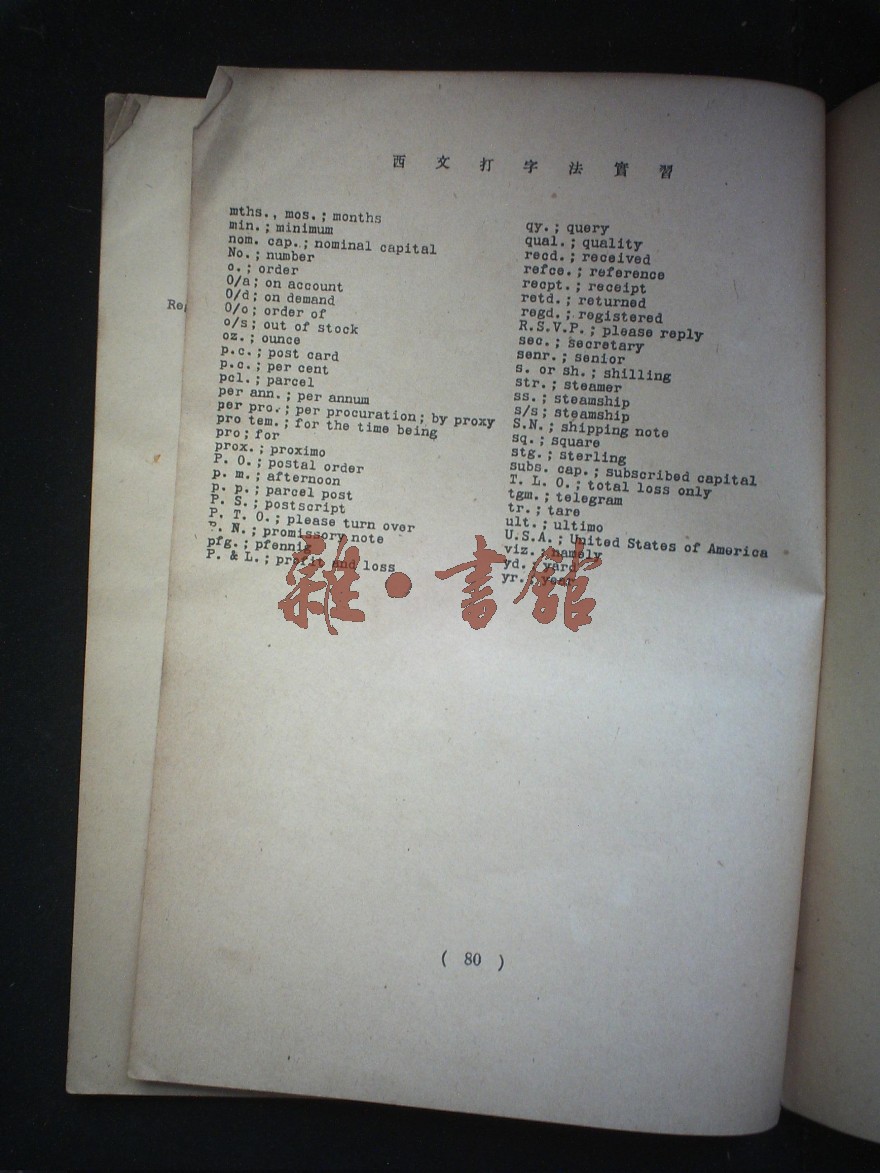 西文打字法實習
mths., mos.; months
min.; minimum
nom. cap.; nominal capital
No.; number
o.; order
O/a; on account
O/d; on demand
O/o; order of
o/s; out of stock
oz.; ounce
p.c.; post card
p.c.; per cent
pcl.; parcel
per ann.; per annum
per pro.; per procuration; by proxy
pro tem.; for the time being
pro; for
prox.; proximo
P. O.; postal order
p. m.; afternoon
p. p.; parcel post
P. S.; postscript
P. T. O.; please turn over
P. N.; promissory note
pfg.; pfennig
P. & L.; profit and loss
qy.; query
qual.; quality
recd.; received
refce.; reference
recpt.; receipt
retd.; returned
regd.; registered
R.S.V.P.; please reply
sec.; secretary
senr.; senior
s. or sh.; shilling
str.; steamer
ss.; steamship
s/s; steamship
S.N.; shipping note
sq.; square
stg.; sterling
subs. cap.; subscribed capital
T. L. O.; total loss only
tgm.; telegram
tr.; tare
ult.; ultimo
U.S.A.; United States of America
viz.; namely
yd.; yard
yr.; year
雜·書館
( 80 )